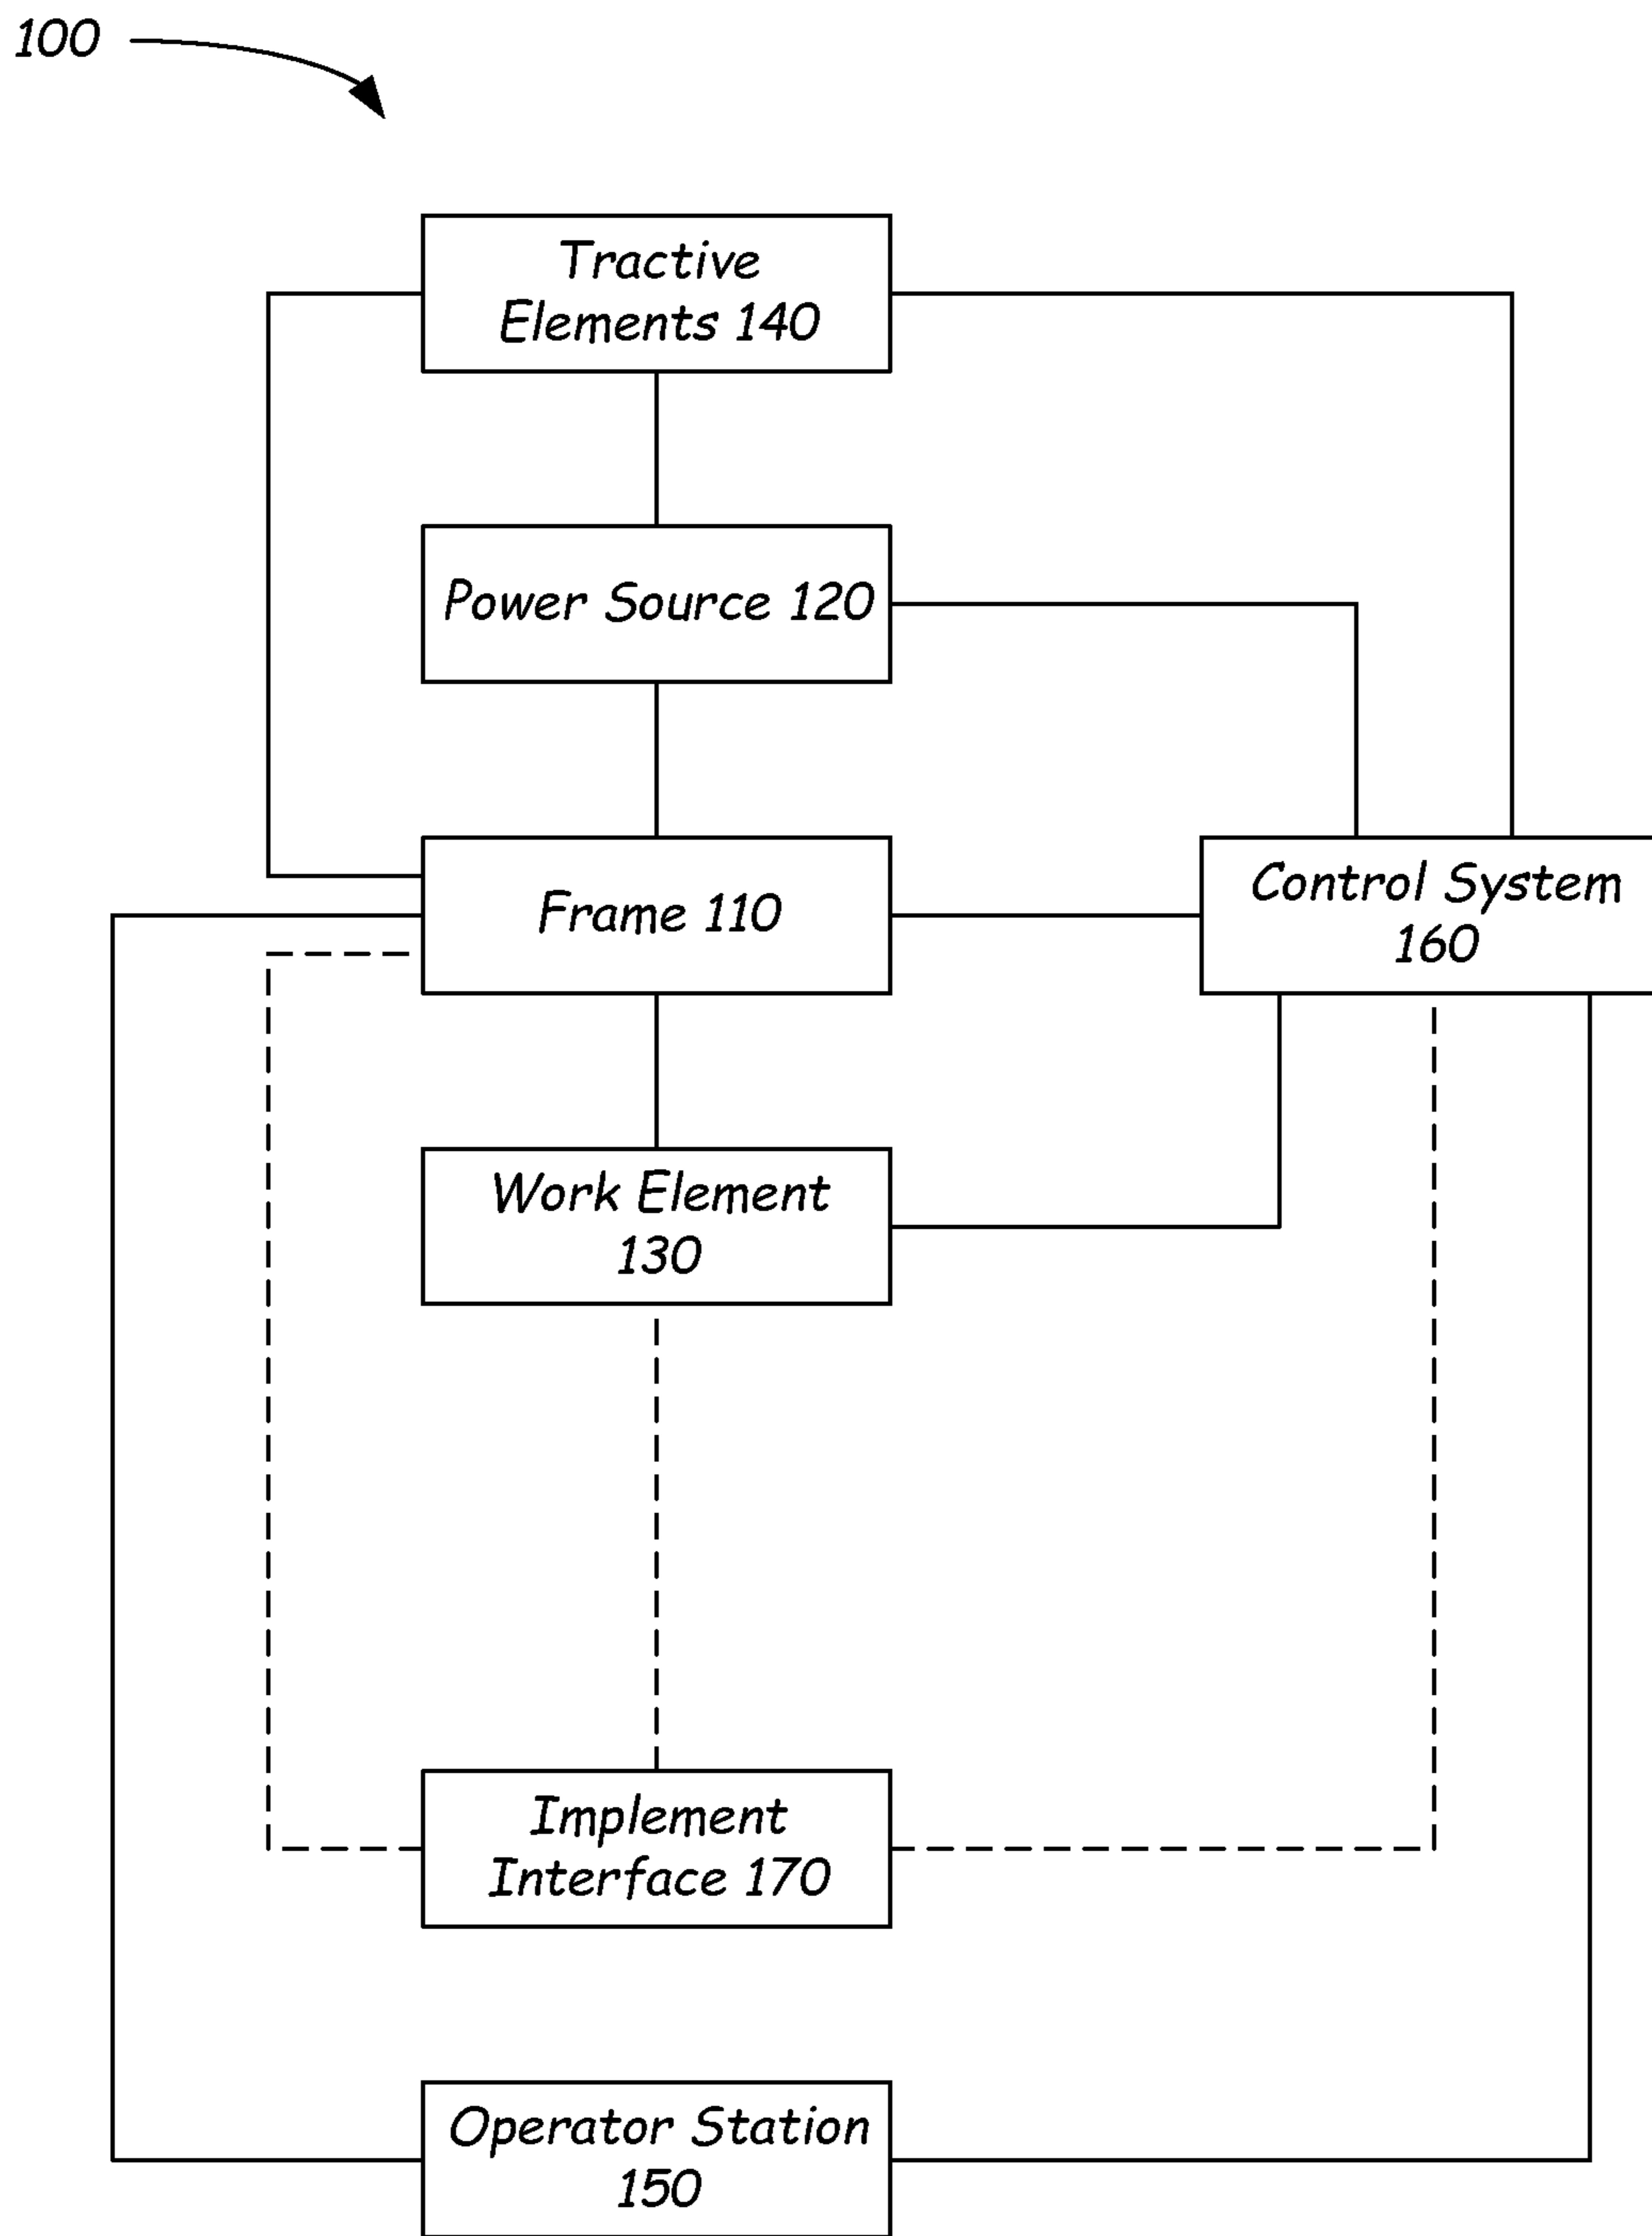 100
Tractive
Elements 140
Power Source 120
Frame 110
Control System
160
Work Element
130
Implement
Interface 170
Operator Station
150